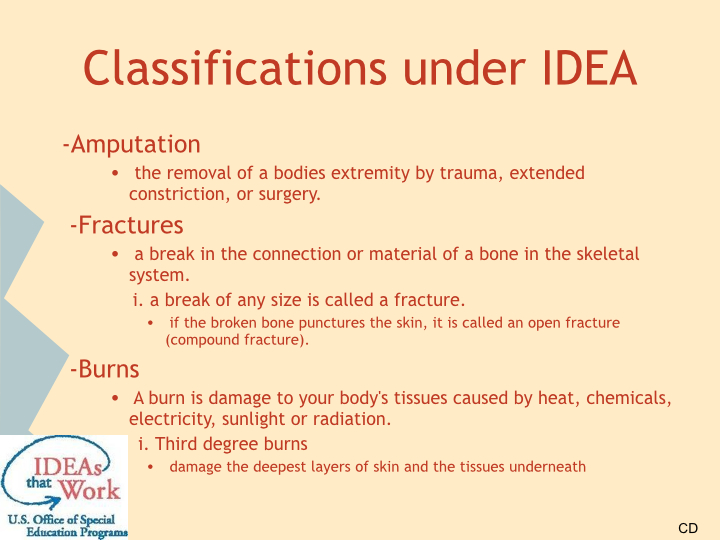 Classifications under IDEA
-Amputation
• the removal of a bodies extremity by trauma, extended
constriction, or surgery.
-Fractures
• a break in the connection or material of a bone in the skeletal
system.
i. a break of any size is called a fracture.
• if the broken bone punctures the skin, it is called an open fracture
(compound fracture).
-Burns
• A burn is damage to your body's tissues caused by heat, chemicals,
electricity, sunlight or radiation.
i. Third degree burns
• damage the deepest layers of skin and the tissues underneath
IDEAs
that Work
U.S. Office of Special
Education Programs
CD